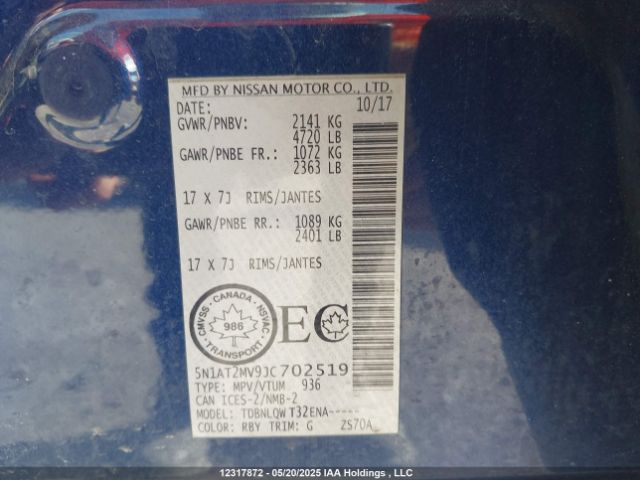 MFD BY NISSAN MOTOR CO., LTD.
DATE: 10/17
GVWR/PNBV: 2141 KG
4720 LB
GAWR/PNBE FR.: 1072 KG
2363 LB
17 X 7J RIMS/JANTES
GAWR/PNBE RR.: 1089 KG
2401 LB
17 X 7J RIMS/JANTES
CMVSS · CANADA · NSVAC
986
TRANSPORT
EC
5N1AT2MV9JC702519
TYPE: MPV/VTUM 936
CAN ICES-2/NMB-2
MODEL: TDBNLQW T32ENA-----
COLOR: RBY TRIM: G ZS70A
12317872 - 05/20/2025 IAA Holdings , LLC